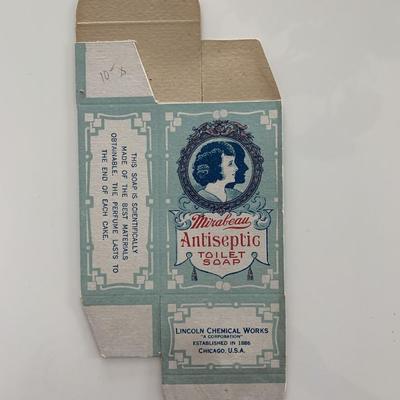 10¢
THIS SOAP IS SCIENTIFICALLY
MADE OF THE BEST MATERIALS
OBTAINABLE. THE PERFUME LASTS TO
THE END OF EACH CAKE.
Mirabeau
Antiseptic
TOILET
SOAP
LINCOLN CHEMICAL WORKS
"A CORPORATION"
ESTABLISHED IN 1886
CHICAGO, U.S.A.